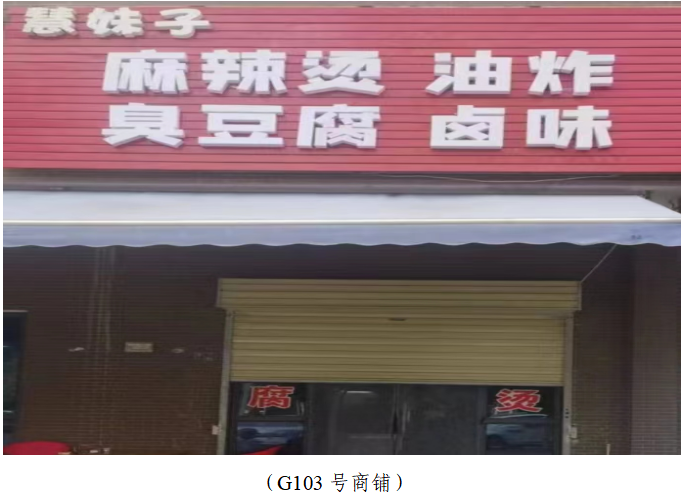 慧妹子
麻辣烫 油炸
臭豆腐 卤味
腐 烫
（G103 号商铺）